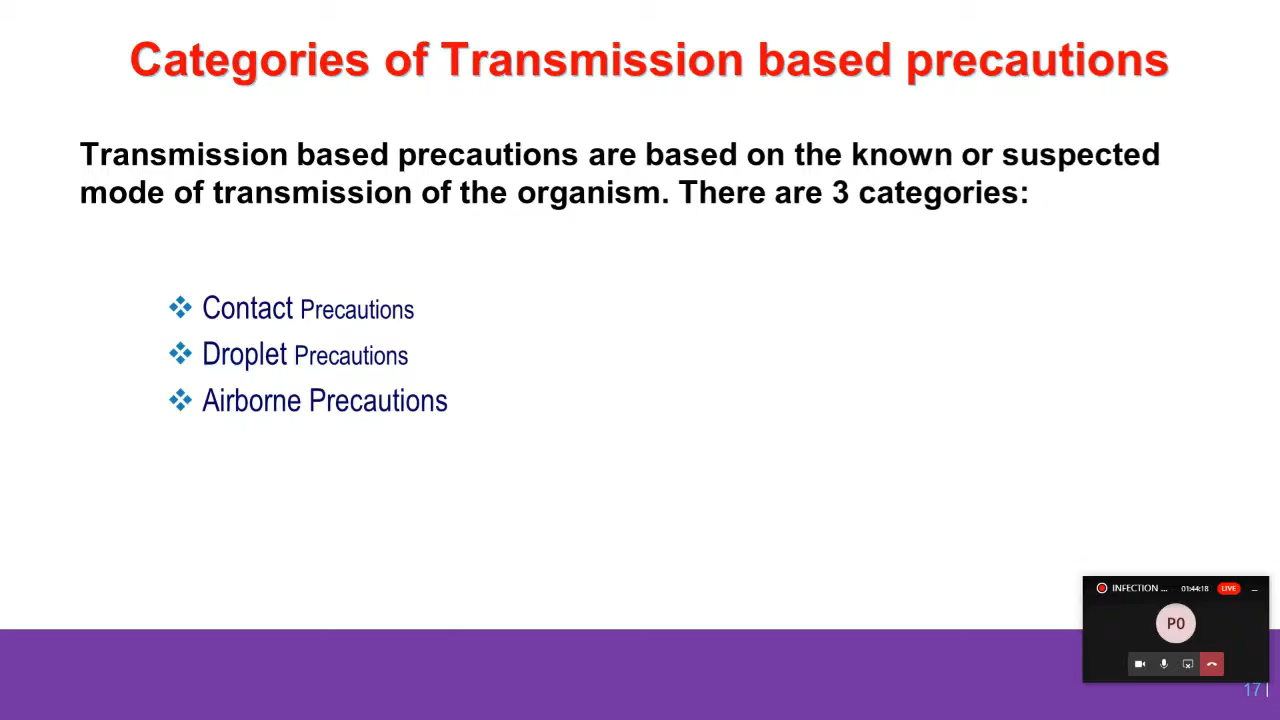 Categories of Transmission based precautions
Transmission based precautions are based on the known or suspected
mode of transmission of the organism. There are 3 categories:
Contact Precautions
Droplet Precautions
Airborne Precautions
INFECTION ... 01:44:18 LIVE
PO
17